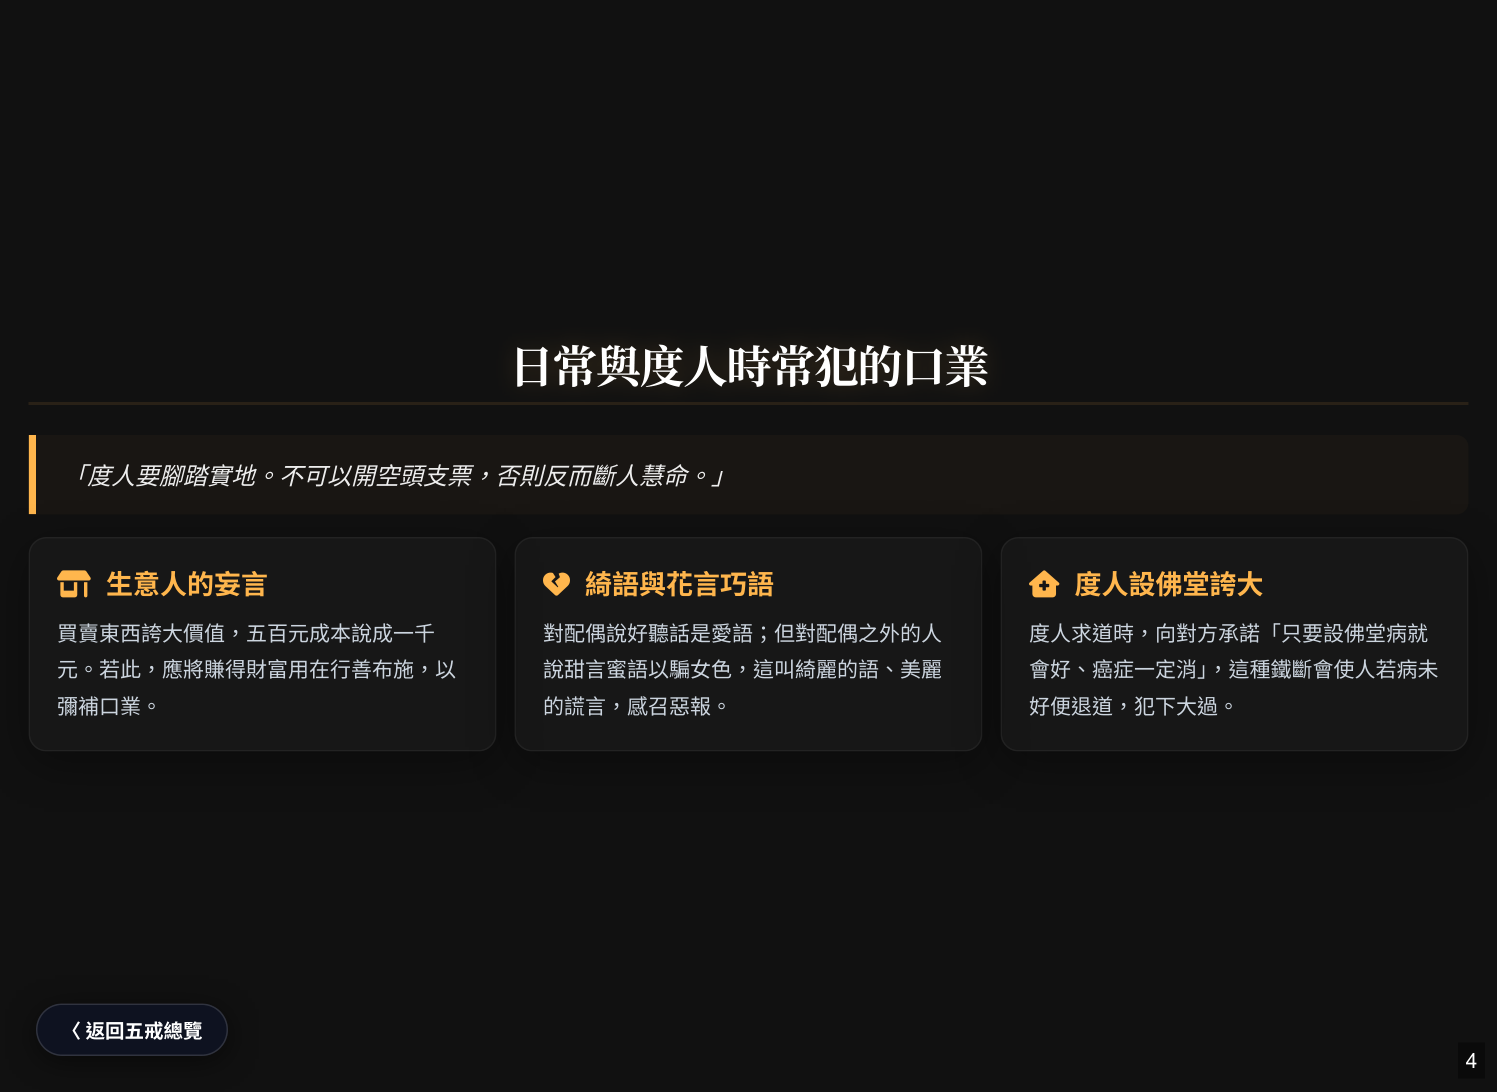 日常與度人時常犯的口業
「度人要腳踏實地。不可以開空頭支票，否則反而斷人慧命。」
生意人的妄言
買賣東西誇大價值，五百元成本說成一千
元。若此，應將賺得財富用在行善布施，以
彌補口業。
綺語與花言巧語
對配偶說好聽話是愛語；但對配偶之外的人
說甜言蜜語以騙女色，這叫綺麗的語、美麗
的謊言，感召惡報。
度人設佛堂誇大
度人求道時，向對方承諾「只要設佛堂病就
會好、癌症一定消」，這種鐵斷會使人若病未
好便退道，犯下大過。
〈 返回五戒總覽
4